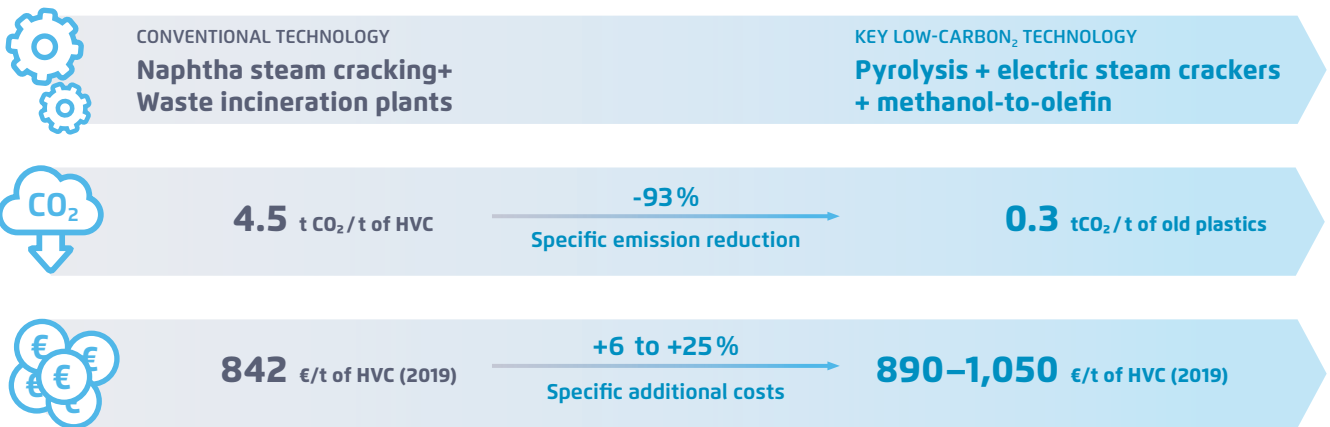 CONVENTIONAL TECHNOLOGY
Naphtha steam cracking+
Waste incineration plants
KEY LOW-CARBON₂ TECHNOLOGY
Pyrolysis + electric steam crackers
+ methanol-to-olefin
CO₂
4.5 t CO₂/t of HVC
-93%
Specific emission reduction
0.3 tCO₂/t of old plastics
€ € € € €
842 €/t of HVC (2019)
+6 to +25%
Specific additional costs
890–1,050 €/t of HVC (2019)